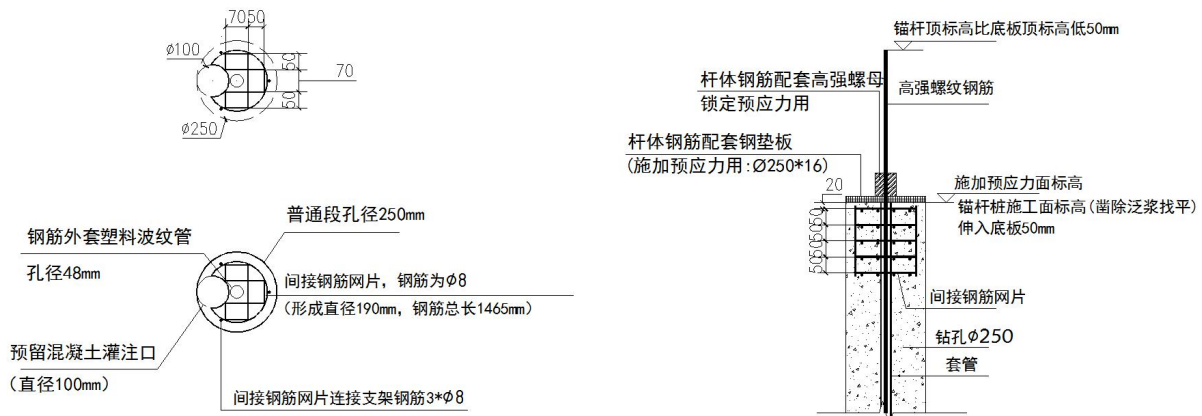 7050
ø100
50
70
50
ø250
普通段孔径250mm
钢筋外套塑料波纹管
孔径48mm
间接钢筋网片，钢筋为Φ8
(形成直径190mm，钢筋总长1465mm)
预留混凝土灌注口
(直径100mm)
间接钢筋网片连接支架钢筋3*Φ8
锚杆顶标高比底板顶标高低50mm
杆体钢筋配套高强螺母
锁定预应力用
高强螺纹钢筋
杆体钢筋配套钢垫板
(施加预应力用:Ø250*16)
20
施加预应力面标高
锚杆桩施工面标高(凿除泛浆找平)
伸入底板50mm
50505050
间接钢筋网片
钻孔Φ250
套管